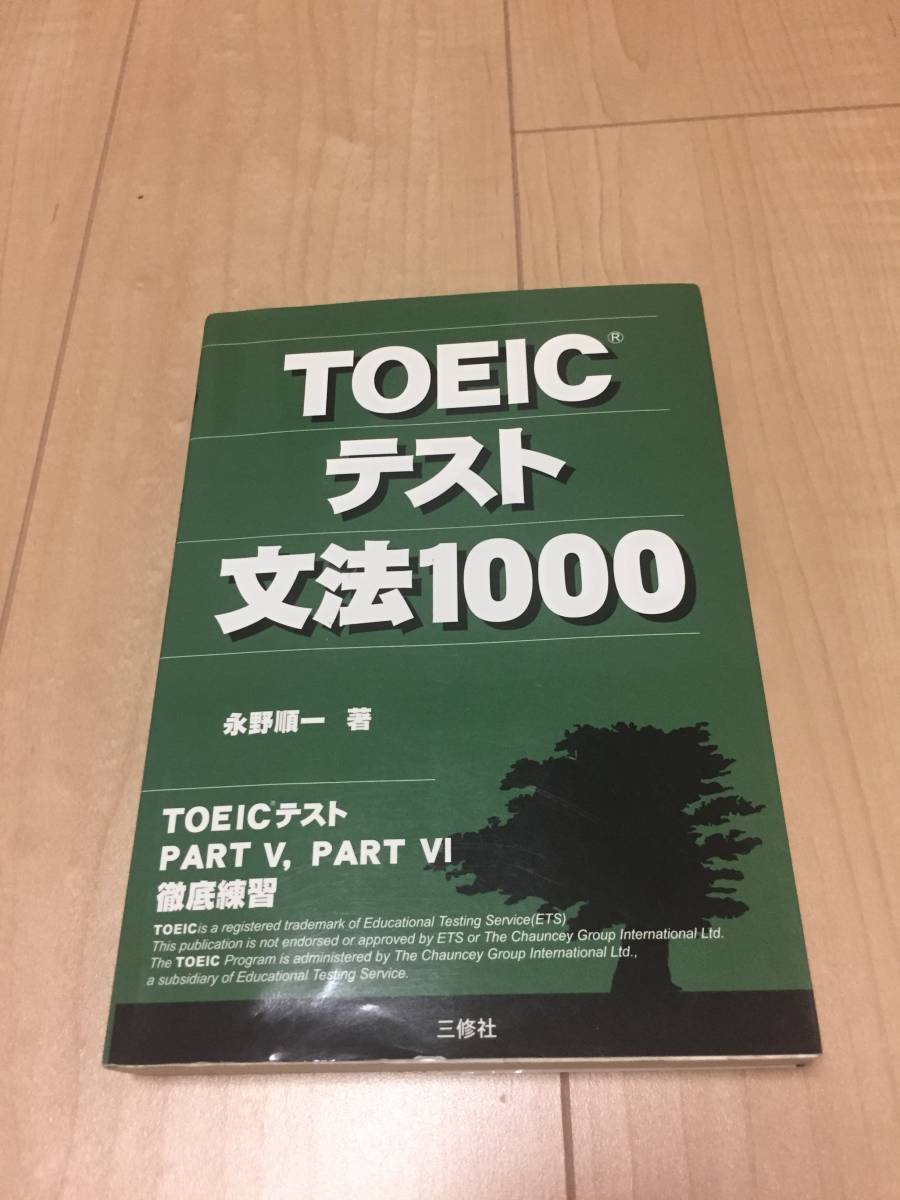 TOEIC®
テスト
文法1000
永野順一 著
TOEIC®テスト
PART V, PART VI
徹底練習
TOEIC is a registered trademark of Educational Testing Service(ETS)
This publication is not endorsed or approved by ETS or The Chauncey Group International Ltd.
The TOEIC Program is administered by The Chauncey Group International Ltd.,
a subsidiary of Educational Testing Service.
三修社